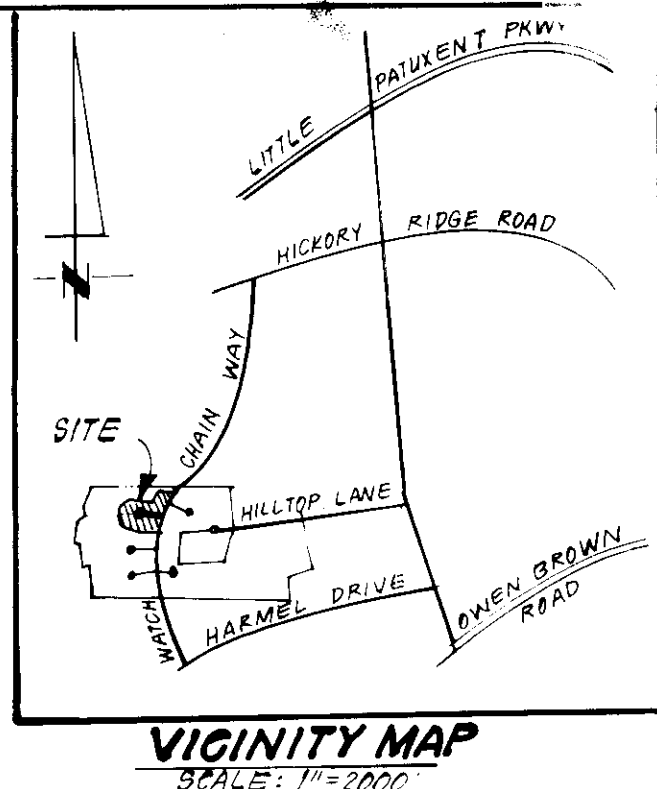 LITTLE PATUXENT PKWY
HICKORY RIDGE ROAD
WATCH CHAIN WAY
SITE
HILLTOP LANE
HARMEL DRIVE
OWEN BROWN
ROAD
VICINITY MAP
SCALE: 1"=2000'